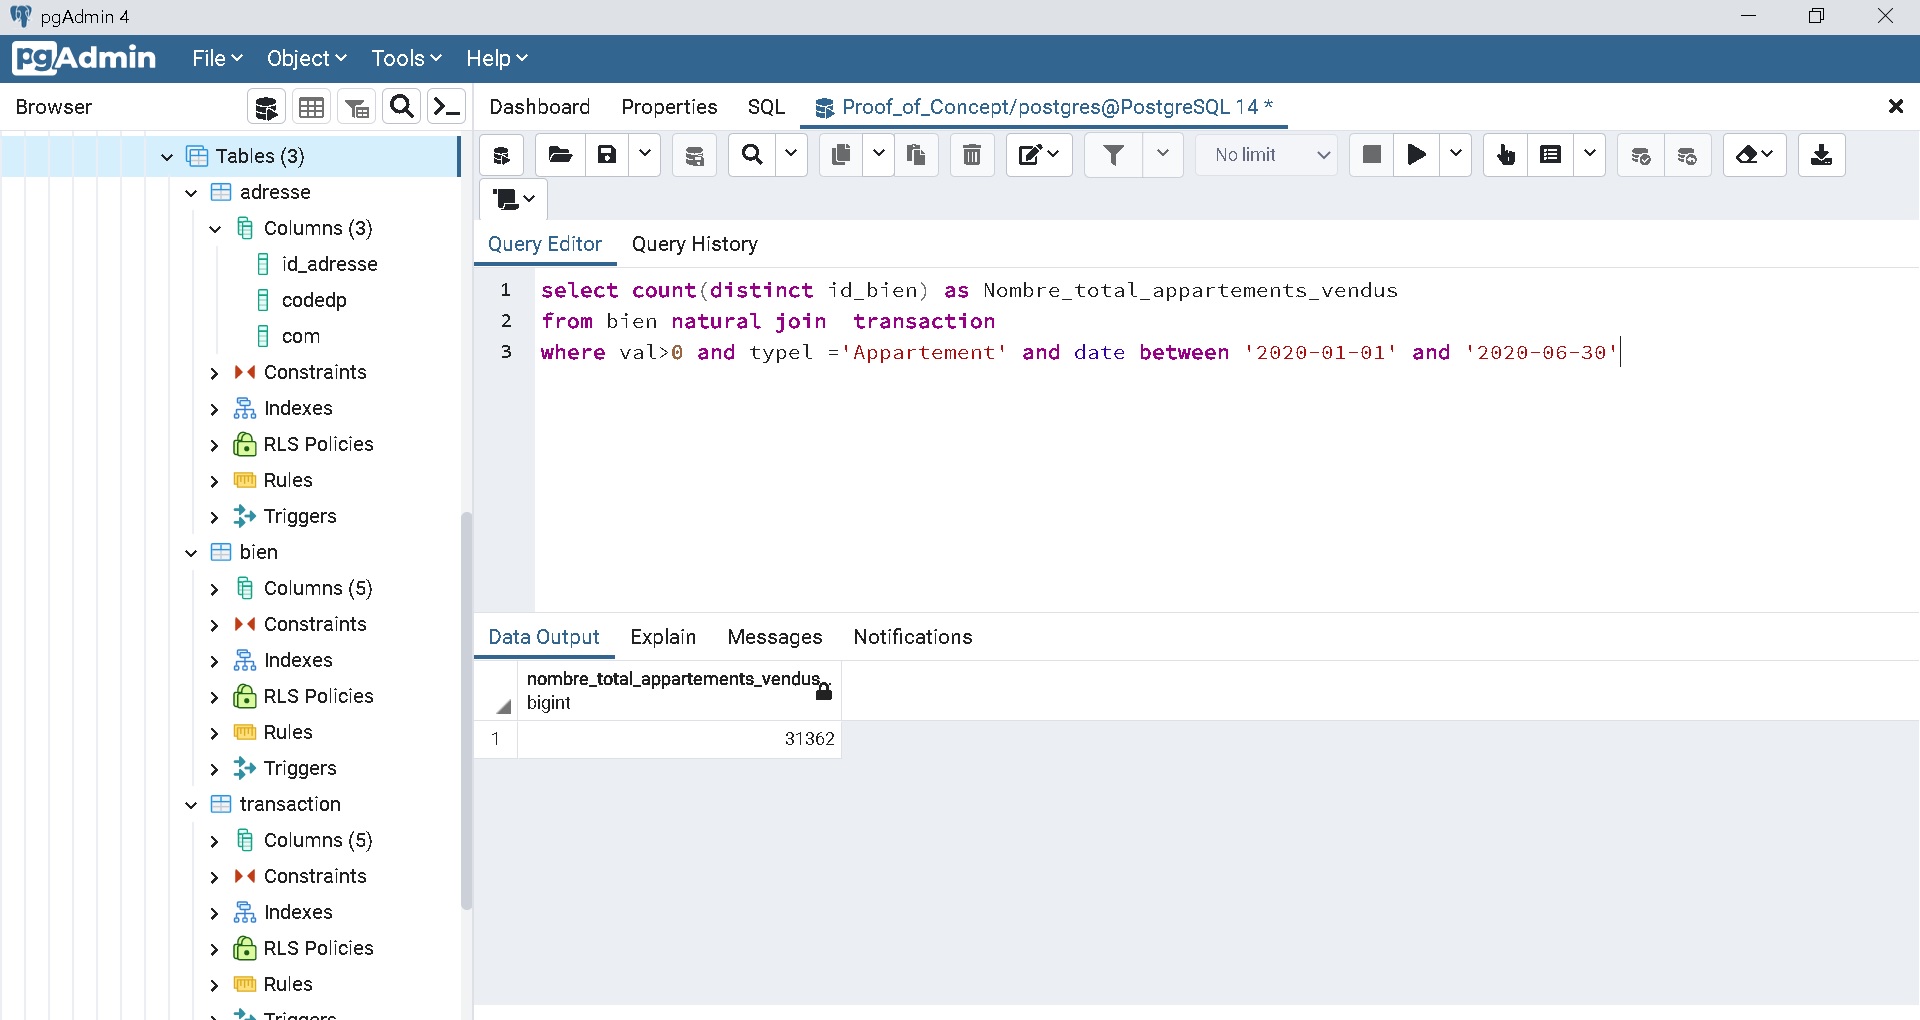 pgAdmin 4
pgAdmin File Object Tools Help
Browser
Dashboard Properties SQL Proof_of_Concept/postgres@PostgreSQL 14 *
No limit
Tables (3)
adresse
Columns (3)
id_adresse
codedp
com
Constraints
Indexes
RLS Policies
Rules
Triggers
bien
Columns (5)
Constraints
Indexes
RLS Policies
Rules
Triggers
transaction
Columns (5)
Constraints
Indexes
RLS Policies
Rules
Triggers
Query Editor Query History
1 select count(distinct id_bien) as Nombre_total_appartements_vendus
2 from bien natural join  transaction
3 where val>0 and typel ='Appartement' and date between '2020-01-01' and '2020-06-30'
Data Output Explain Messages Notifications
nombre_total_appartements_vendus..
bigint
1 31362